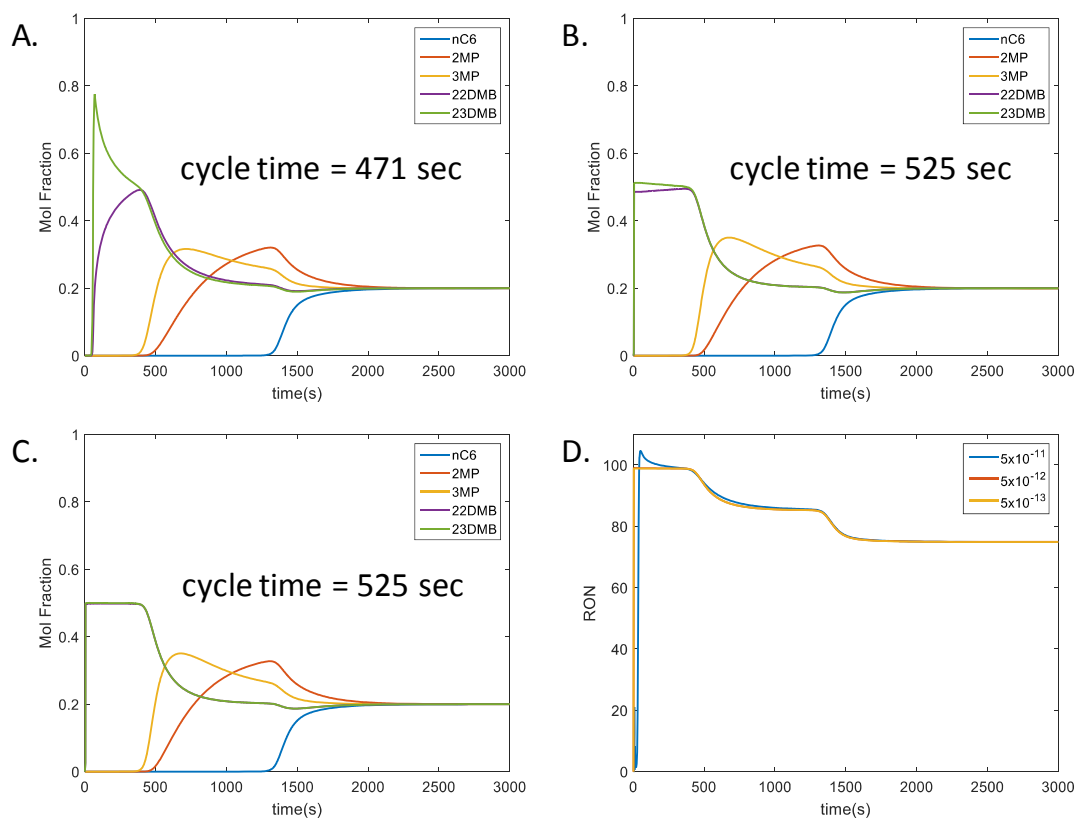 A.
1
0.8
0.6
0.4
0.2
0
Mol Fraction
nC6
2MP
3MP
22DMB
23DMB
cycle time = 471 sec
0 500 1000 1500 2000 2500 3000
time(s)
B.
1
0.8
0.6
0.4
0.2
0
Mol Fraction
nC6
2MP
3MP
22DMB
23DMB
cycle time = 525 sec
0 500 1000 1500 2000 2500 3000
time(s)
C.
1
0.8
0.6
0.4
0.2
0
Mol Fraction
nC6
2MP
3MP
22DMB
23DMB
cycle time = 525 sec
0 500 1000 1500 2000 2500 3000
time(s)
D.
100
80
60
40
20
0
RON
5x10⁻¹¹
5x10⁻¹²
5x10⁻¹³
0 500 1000 1500 2000 2500 3000
time(s)